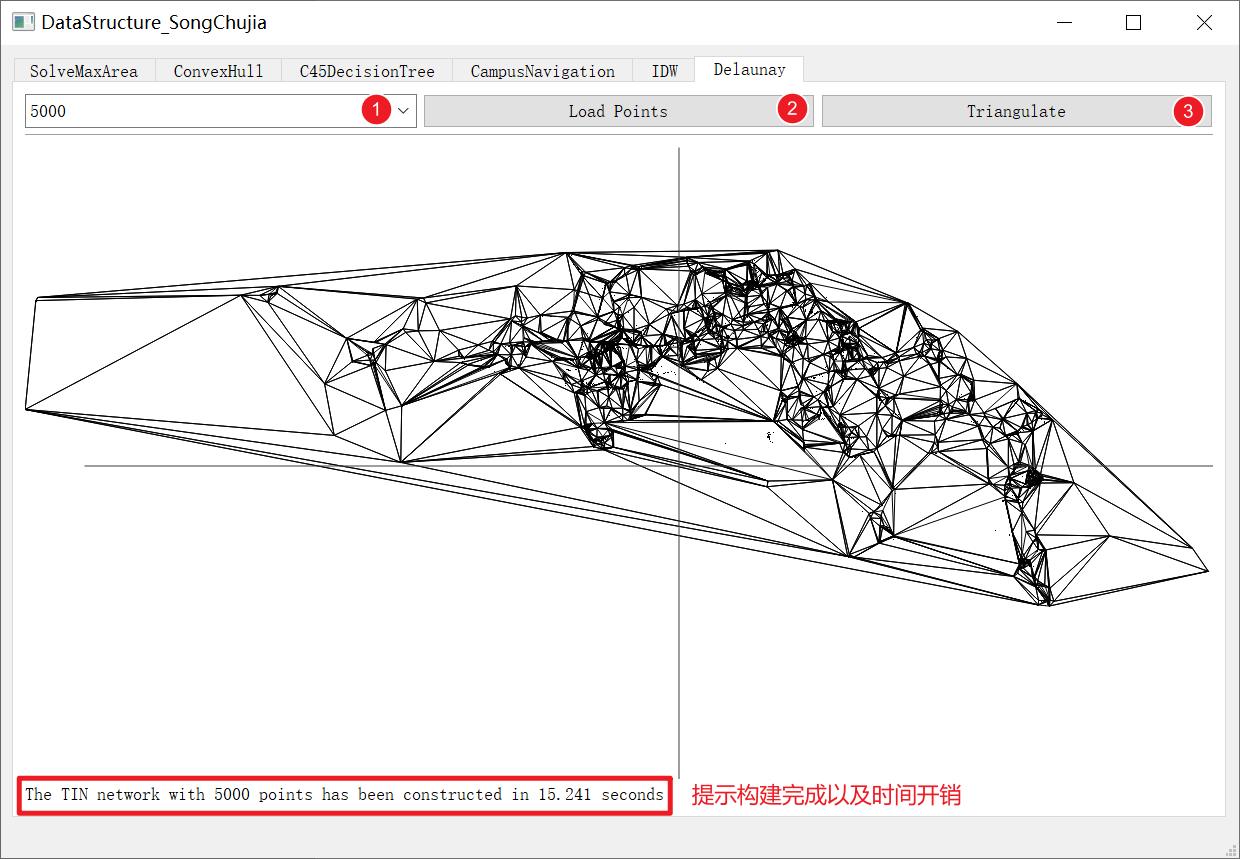 DataStructure_SongChujia
SolveMaxArea ConvexHull C45DecisionTree CampusNavigation IDW Delaunay
5000 1 Load Points 2 Triangulate 3
The TIN network with 5000 points has been constructed in 15.241 seconds 提示构建完成以及时间开销